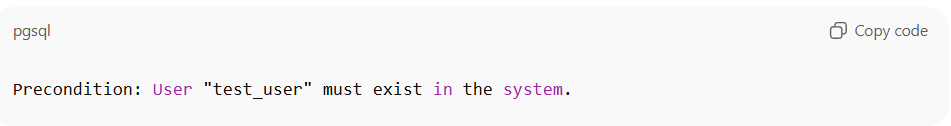 pgsql
Copy code
Precondition: User "test_user" must exist in the system.